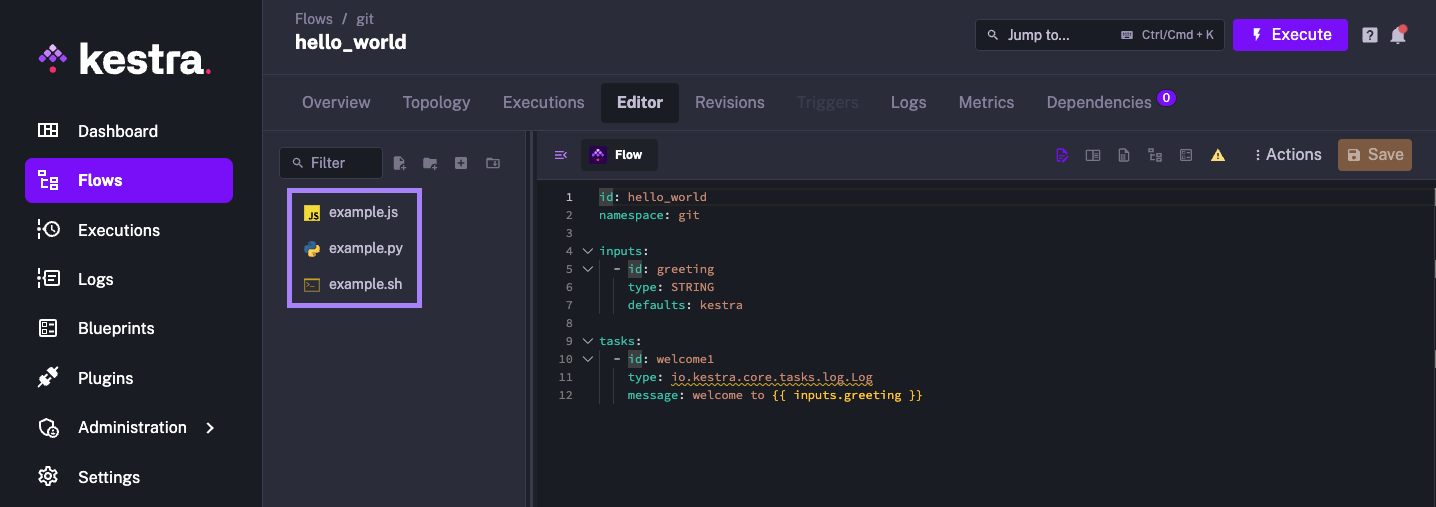 kestra.
Dashboard
Flows
Executions
Logs
Blueprints
Plugins
Administration
Settings
Flows / git
hello_world
Jump to... Ctrl/Cmd + K
Execute
?
Overview Topology Executions Editor Revisions Triggers Logs Metrics Dependencies 0
Filter
JS example.js
example.py
example.sh
Flow
Actions Save
1 id: hello_world
2 namespace: git
3
4 inputs:
5 - id: greeting
6 type: STRING
7 defaults: kestra
8
9 tasks:
10 - id: welcome1
11 type: io.kestra.core.tasks.log.Log
12 message: welcome to {{ inputs.greeting }}